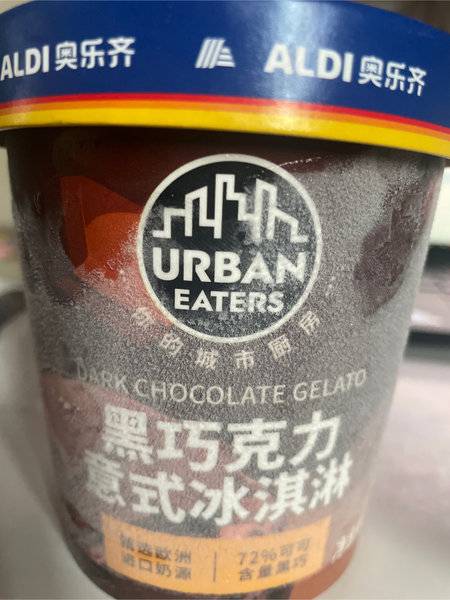 ALDI奥乐齐
ALDI奥乐齐
URBAN
EATERS
你的城市厨房
DARK CHOCOLATE GELATO
黑巧克力
意式冰淇淋
甄选欧洲
进口奶源
72%可可
含量黑巧